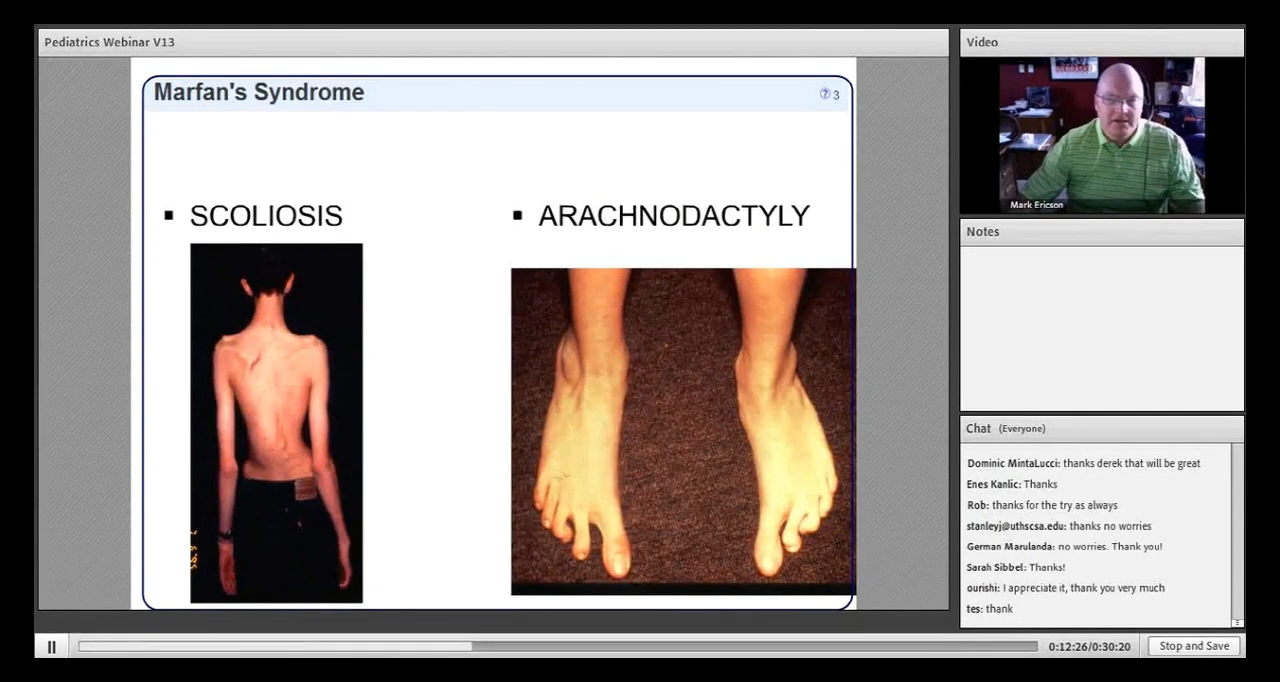 Pediatrics Webinar V13
Marfan's Syndrome
3
▪ SCOLIOSIS
▪ ARACHNODACTYLY
Video
Mark Ericson
Notes
Chat (Everyone)
Dominic MintaLucci: thanks derek that will be great
Enes Kanlic: Thanks
Rob: thanks for the try as always
stanleyj@uthscsa.edu: thanks no worries
German Marulanda: no worries. Thank you!
Sarah Sibbel: Thanks!
ourishi: I appreciate it, thank you very much
tes: thank
0:12:26/0:30:20
Stop and Save